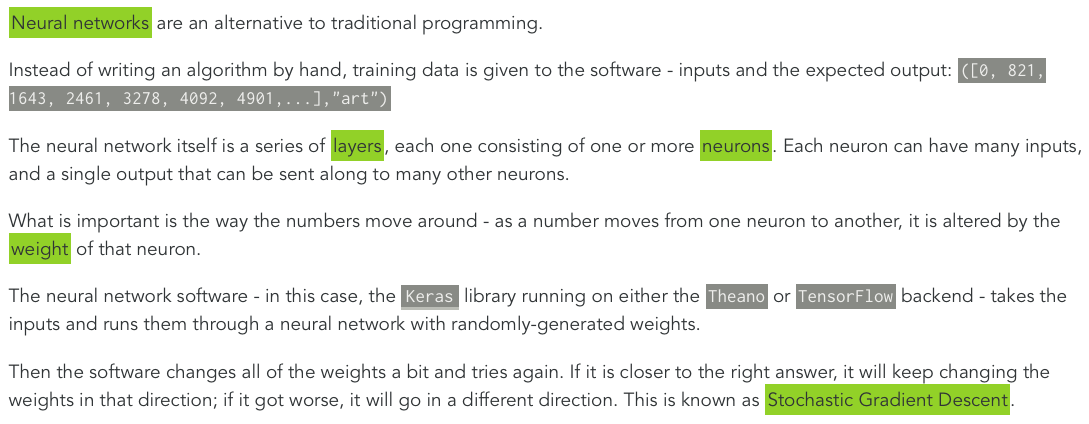 Neural networks are an alternative to traditional programming.
Instead of writing an algorithm by hand, training data is given to the software - inputs and the expected output: ([0, 821,
1643, 2461, 3278, 4092, 4901,...],"art")
The neural network itself is a series of layers, each one consisting of one or more neurons. Each neuron can have many inputs,
and a single output that can be sent along to many other neurons.
What is important is the way the numbers move around - as a number moves from one neuron to another, it is altered by the
weight of that neuron.
The neural network software - in this case, the Keras library running on either the Theano or TensorFlow backend - takes the
inputs and runs them through a neural network with randomly-generated weights.
Then the software changes all of the weights a bit and tries again. If it is closer to the right answer, it will keep changing the
weights in that direction; if it got worse, it will go in a different direction. This is known as Stochastic Gradient Descent.